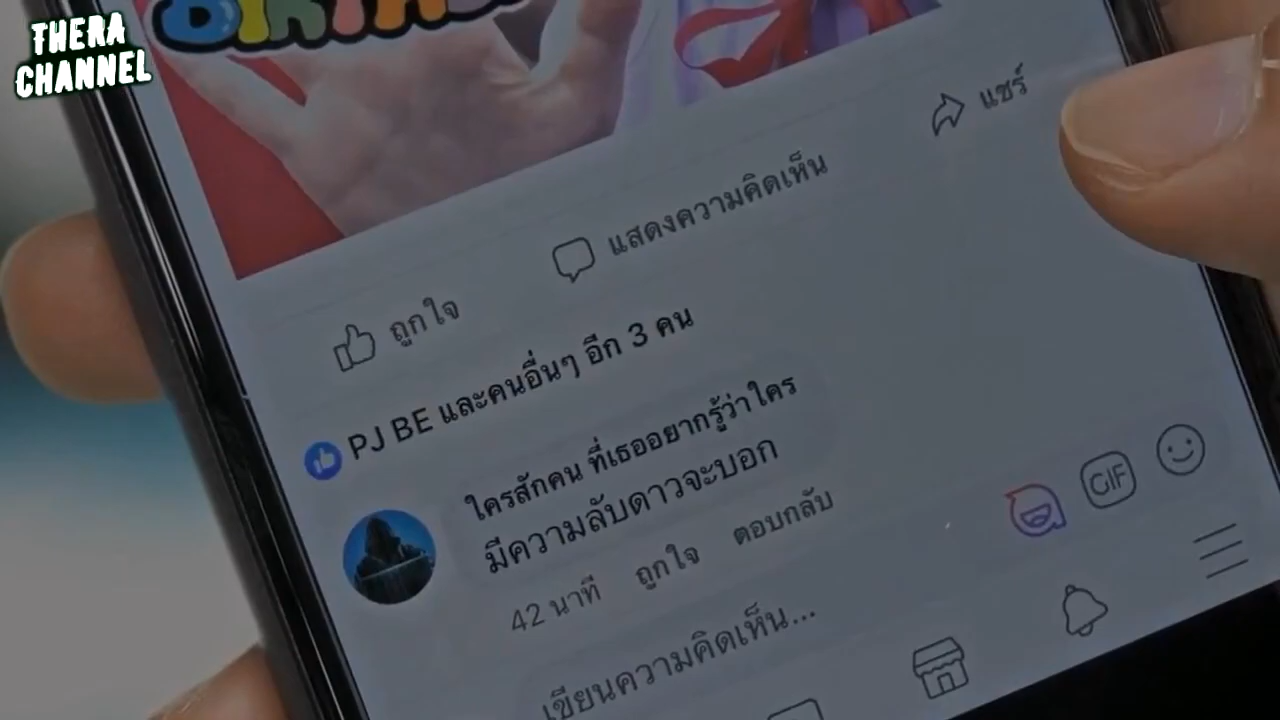 THERA
CHANNEL
BIRTHD
แชร์
แสดงความคิดเห็น
ถูกใจ
PJ BE และคนอื่นๆ อีก 3 คน
ใครสักคน ที่เธออยากรู้ว่าใคร
มีความลับดาวจะบอก
42 นาที ถูกใจ ตอบกลับ
GIF
เขียนความคิดเห็น...